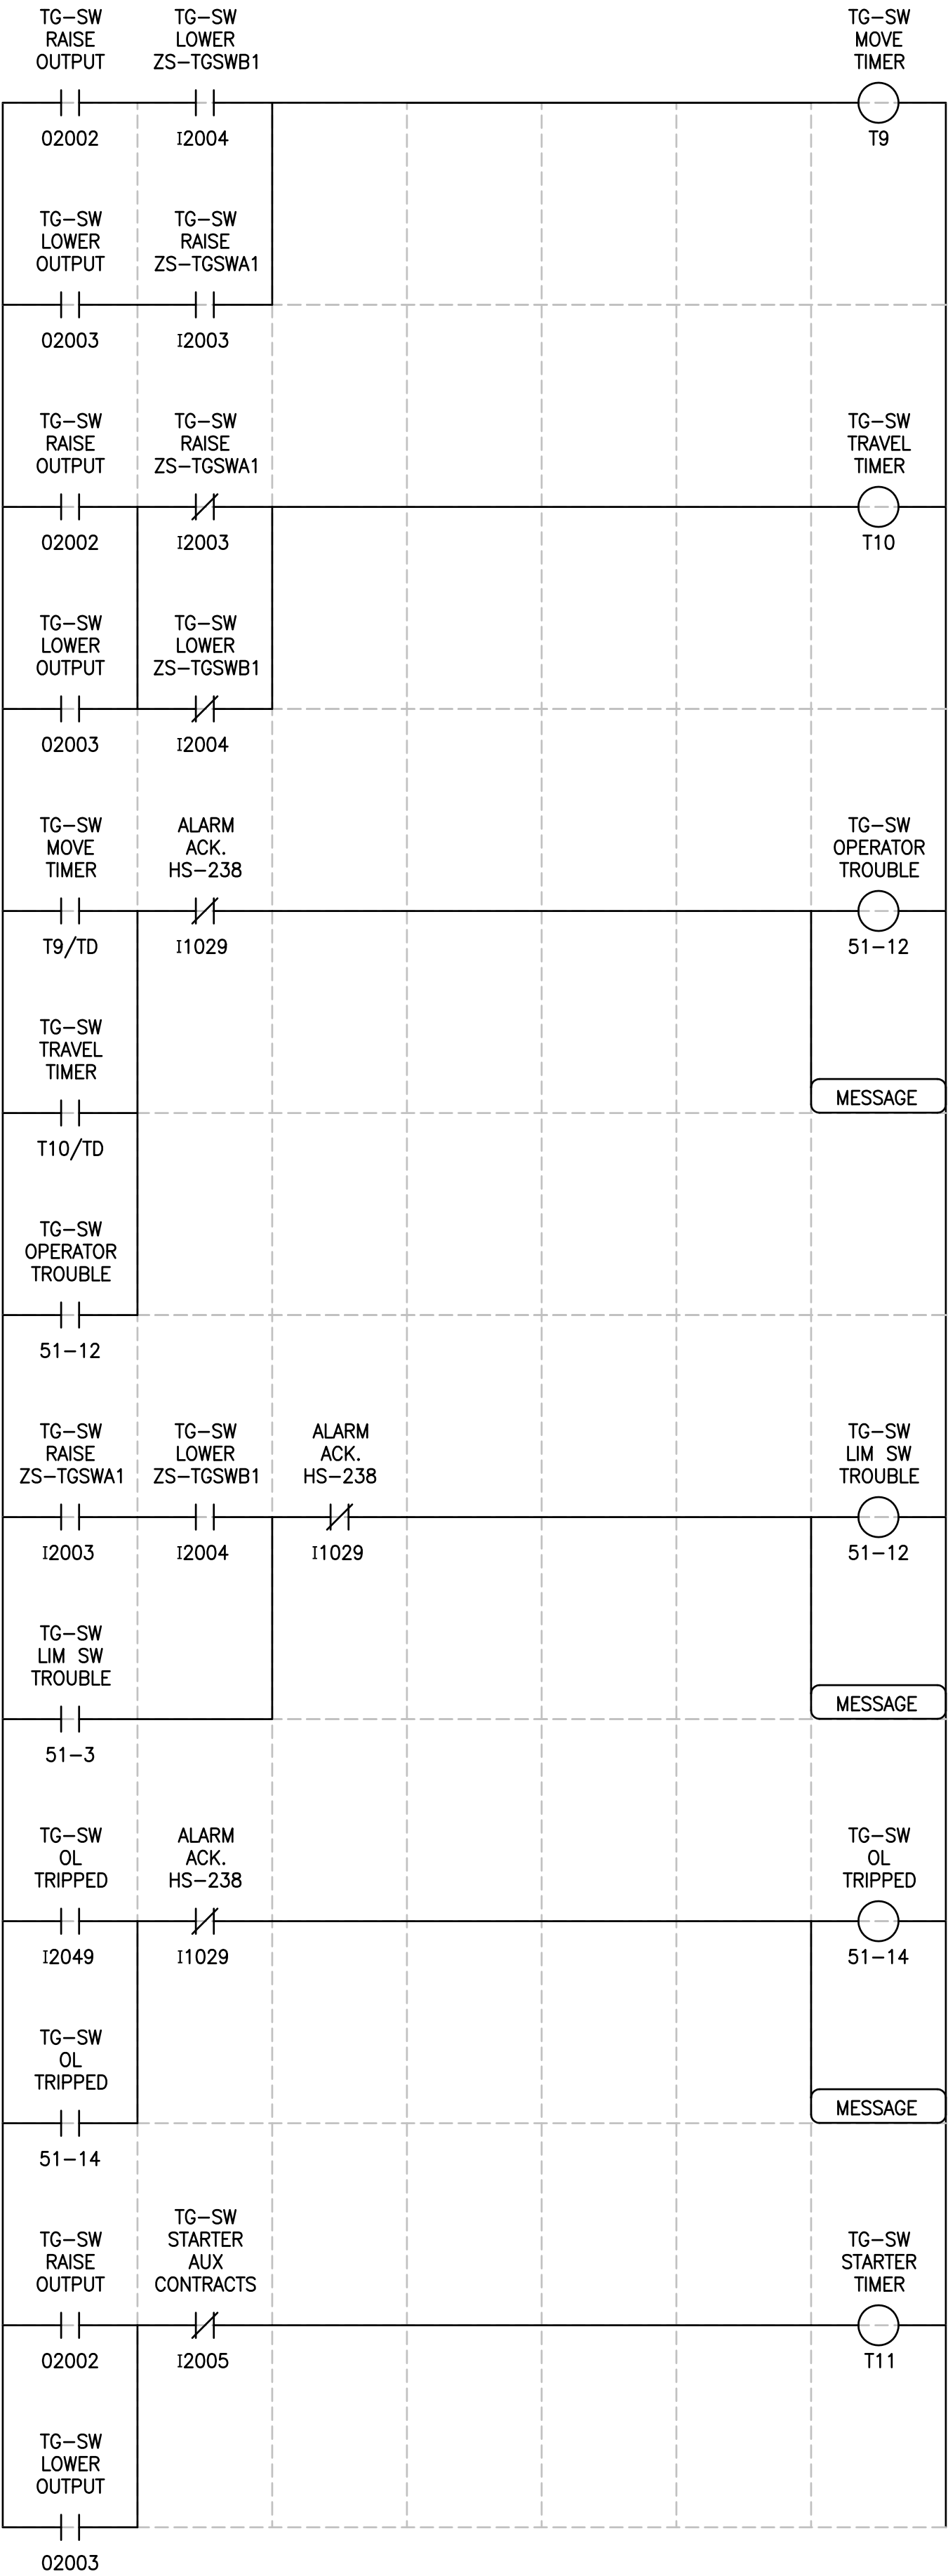 TG-SW
RAISE
OUTPUT
TG-SW
LOWER
ZS-TGSWB1
TG-SW
MOVE
TIMER
O2002
I2004
T9
TG-SW
LOWER
OUTPUT
TG-SW
RAISE
ZS-TGSWA1
O2003
I2003
TG-SW
RAISE
OUTPUT
TG-SW
RAISE
ZS-TGSWA1
TG-SW
TRAVEL
TIMER
O2002
I2003
T10
TG-SW
LOWER
OUTPUT
TG-SW
LOWER
ZS-TGSWB1
O2003
I2004
TG-SW
MOVE
TIMER
ALARM
ACK.
HS-238
TG-SW
OPERATOR
TROUBLE
T9/TD
I1029
51-12
TG-SW
TRAVEL
TIMER
MESSAGE
T10/TD
TG-SW
OPERATOR
TROUBLE
51-12
TG-SW
RAISE
ZS-TGSWA1
TG-SW
LOWER
ZS-TGSWB1
ALARM
ACK.
HS-238
TG-SW
LIM SW
TROUBLE
I2003
I2004
I1029
51-12
TG-SW
LIM SW
TROUBLE
MESSAGE
51-3
TG-SW
OL
TRIPPED
ALARM
ACK.
HS-238
TG-SW
OL
TRIPPED
I2049
I1029
51-14
TG-SW
OL
TRIPPED
MESSAGE
51-14
TG-SW
RAISE
OUTPUT
TG-SW
STARTER
AUX
CONTRACTS
TG-SW
STARTER
TIMER
O2002
I2005
T11
TG-SW
LOWER
OUTPUT
O2003